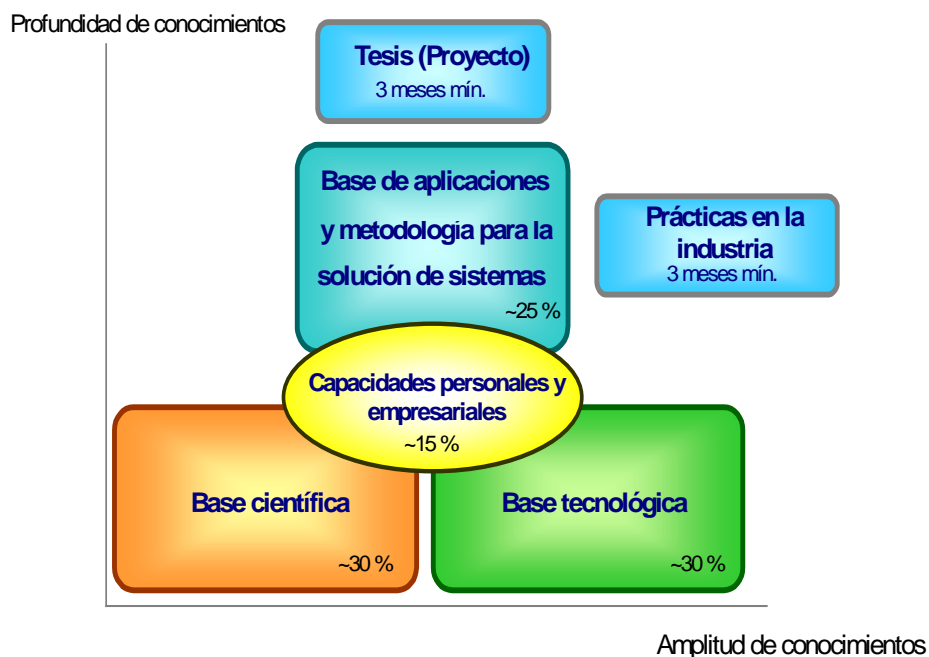 Profundidad de conocimientos
Tesis (Proyecto)
3 meses mín.
Base de aplicaciones
y metodología para la
solución de sistemas
~25 %
Prácticas en la
industria
3 meses mín.
Capacidades personales y
empresariales
~15 %
Base científica
~30 %
Base tecnológica
~30 %
Amplitud de conocimientos